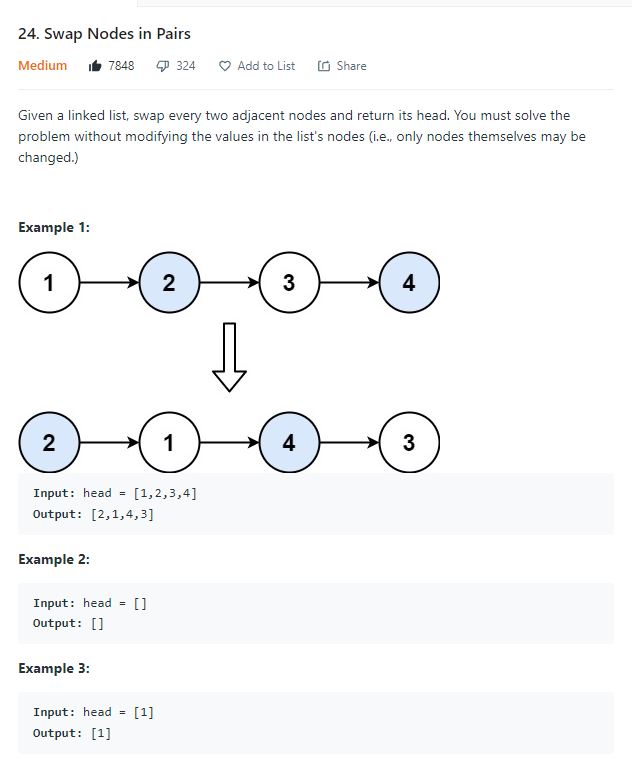 24. Swap Nodes in Pairs
Medium 7848 324 Add to List Share
Given a linked list, swap every two adjacent nodes and return its head. You must solve the
problem without modifying the values in the list's nodes (i.e., only nodes themselves may be
changed.)
Example 1:
1 2 3 4
2 1 4 3
Input: head = [1,2,3,4]
Output: [2,1,4,3]
Example 2:
Input: head = []
Output: []
Example 3:
Input: head = [1]
Output: [1]